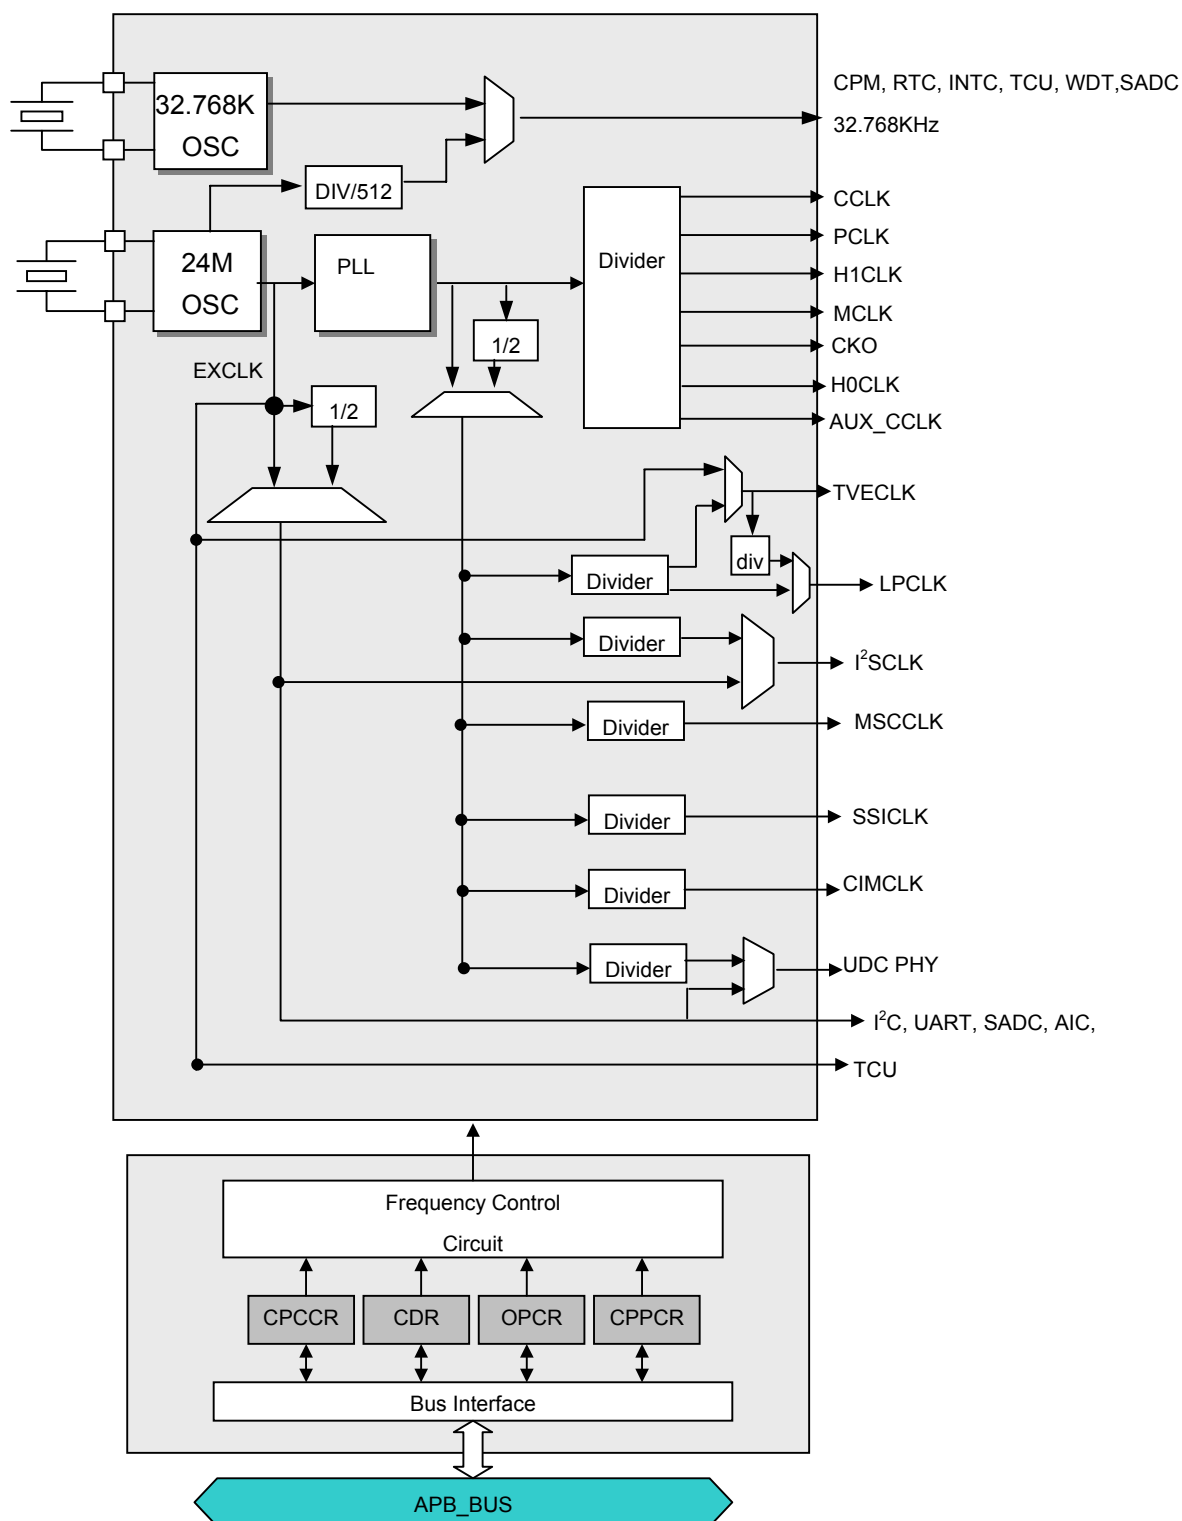 CPM, RTC, INTC, TCU, WDT,SADC
32.768KHz
32.768K
OSC
DIV/512
24M
OSC
PLL
Divider
CCLK
PCLK
H1CLK
MCLK
CKO
H0CLK
AUX_CCLK
1/2
EXCLK
1/2
TVECLK
div
Divider
LPCLK
Divider
I²SCLK
Divider
MSCCLK
Divider
SSICLK
Divider
CIMCLK
Divider
UDC PHY
I²C, UART, SADC, AIC,
TCU
Frequency Control
Circuit
CPCCR
CDR
OPCR
CPPCR
Bus Interface
APB_BUS